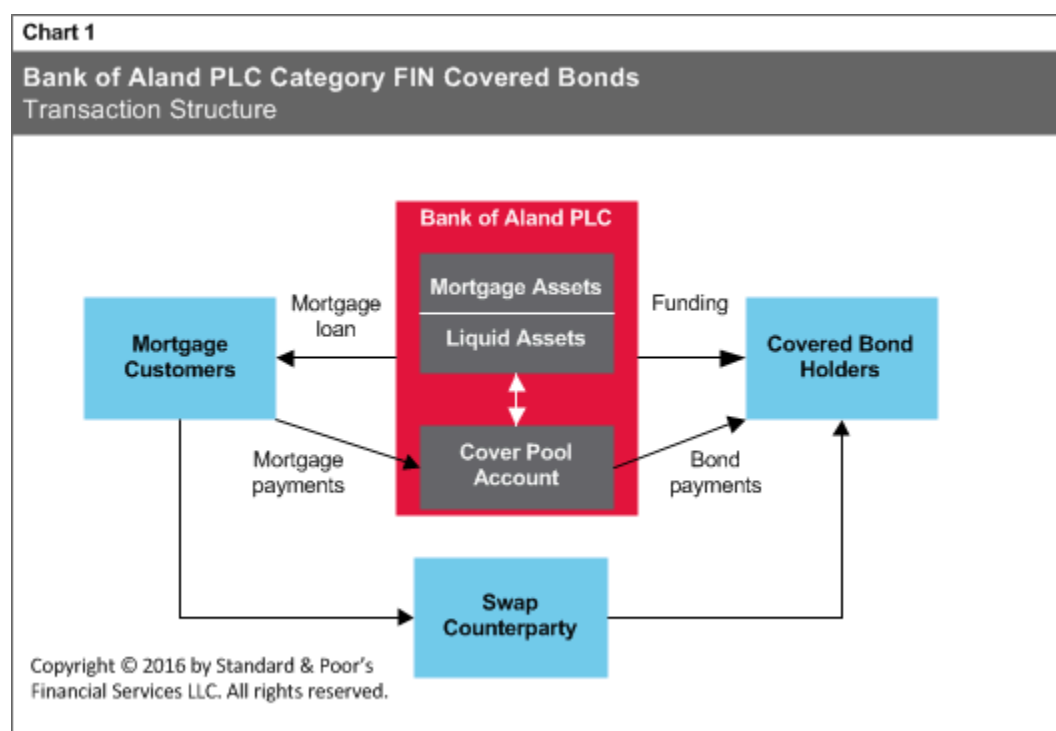 Chart 1
Bank of Aland PLC Category FIN Covered Bonds
Transaction Structure
Bank of Aland PLC
Mortgage Assets
Liquid Assets
Mortgage
loan
Funding
Mortgage
Customers
Covered Bond
Holders
Cover Pool
Account
Mortgage
payments
Bond
payments
Swap
Counterparty
Copyright © 2016 by Standard & Poor's
Financial Services LLC. All rights reserved.